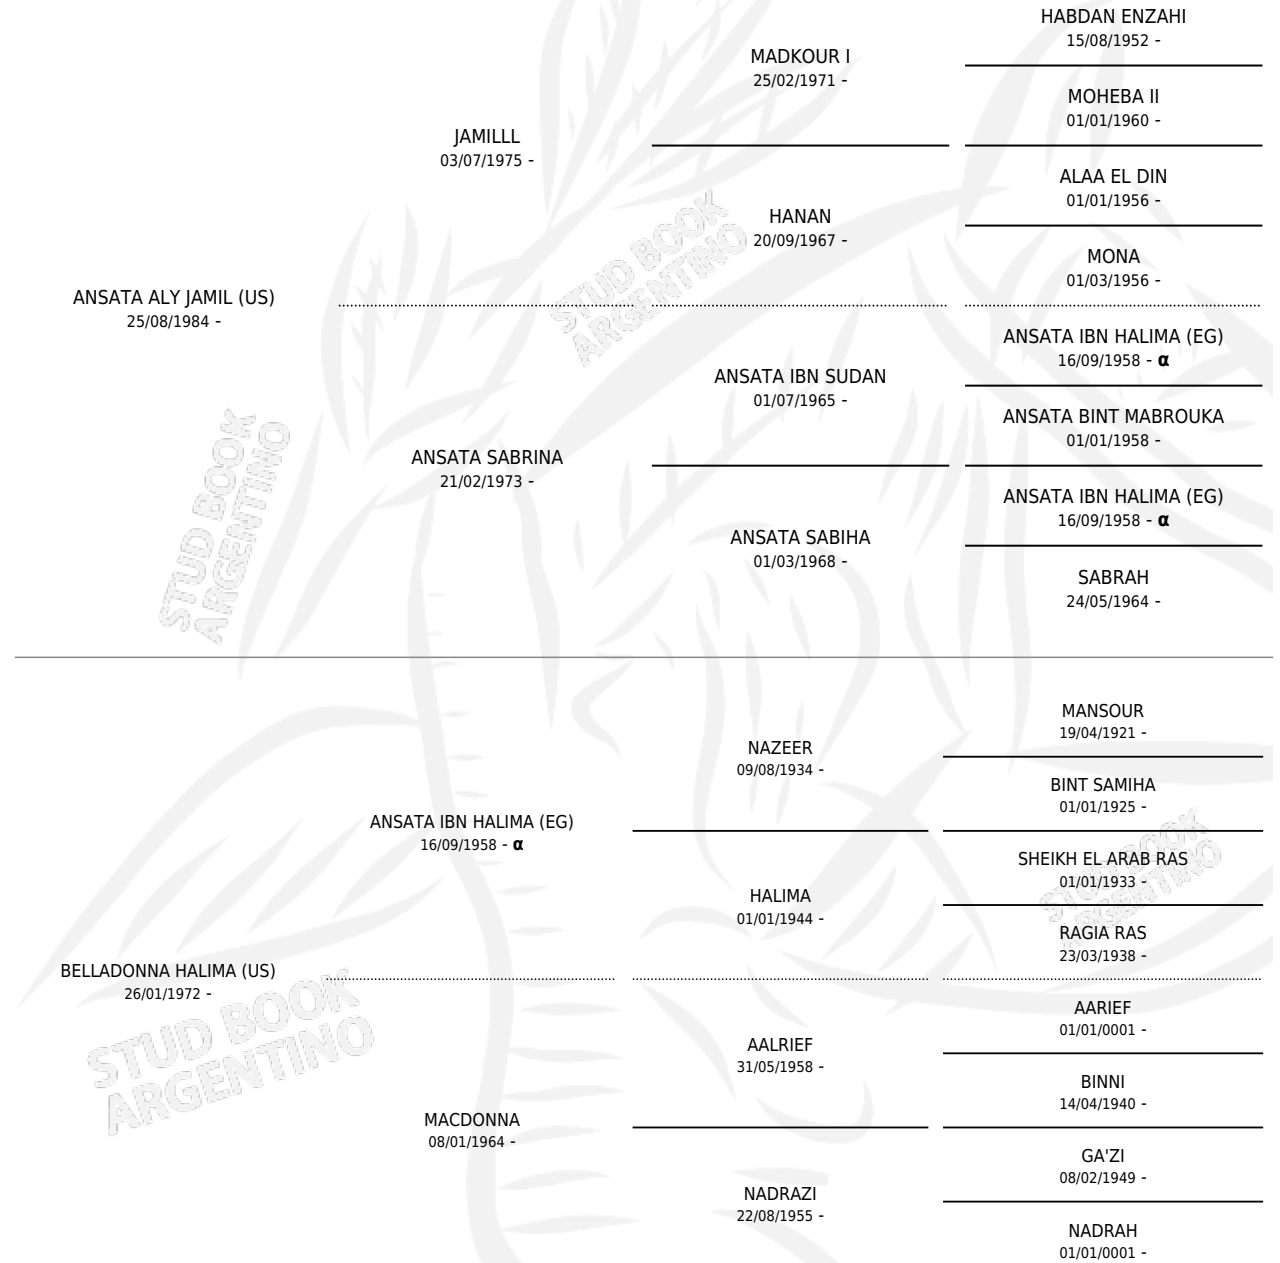 HABDAN ENZAHI
15/08/1952 -
MADKOUR I
25/02/1971 -
MOHEBA II
01/01/1960 -
JAMILLL
03/07/1975 -
ALAA EL DIN
01/01/1956 -
HANAN
20/09/1967 -
MONA
01/03/1956 -
STUD BOOK
ARGENTINO
ANSATA ALY JAMIL (US)
25/08/1984 -
ANSATA IBN HALIMA (EG)
16/09/1958 - α
ANSATA IBN SUDAN
01/07/1965 -
ANSATA BINT MABROUKA
01/01/1958 -
ANSATA SABRINA
21/02/1973 -
ANSATA IBN HALIMA (EG)
16/09/1958 - α
ANSATA SABIHA
01/03/1968 -
SABRAH
24/05/1964 -
STUD BOOK
ARGENTINO
MANSOUR
19/04/1921 -
NAZEER
09/08/1934 -
BINT SAMIHA
01/01/1925 -
ANSATA IBN HALIMA (EG)
16/09/1958 - α
SHEIKH EL ARAB RAS
01/01/1933 -
HALIMA
01/01/1944 -
RAGIA RAS
23/03/1938 -
STUD BOOK
ARGENTINO
BELLADONNA HALIMA (US)
26/01/1972 -
AARIEF
01/01/0001 -
AALRIEF
31/05/1958 -
BINNI
14/04/1940 -
MACDONNA
08/01/1964 -
GA'ZI
08/02/1949 -
NADRAZI
22/08/1955 -
NADRAH
01/01/0001 -
STUD BOOK
ARGENTINO